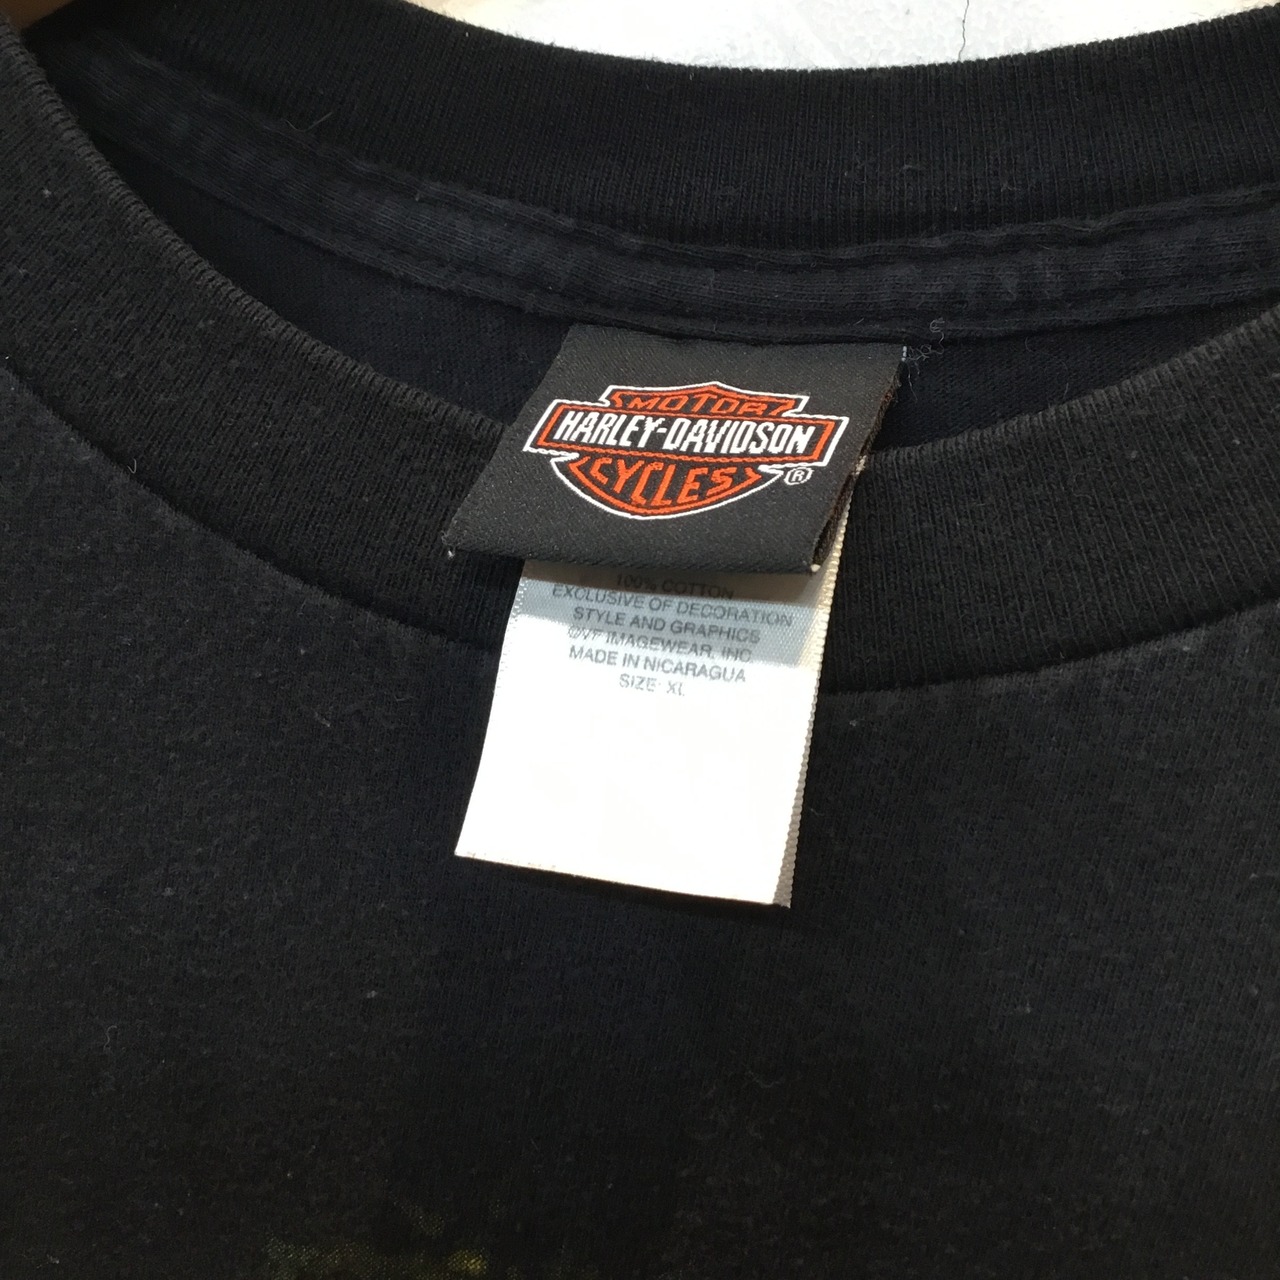 MOTOR
HARLEY-DAVIDSON
CYCLES
®
100% COTTON
EXCLUSIVE OF DECORATION
STYLE AND GRAPHICS
©VF IMAGEWEAR, INC.
MADE IN NICARAGUA
SIZE: XL